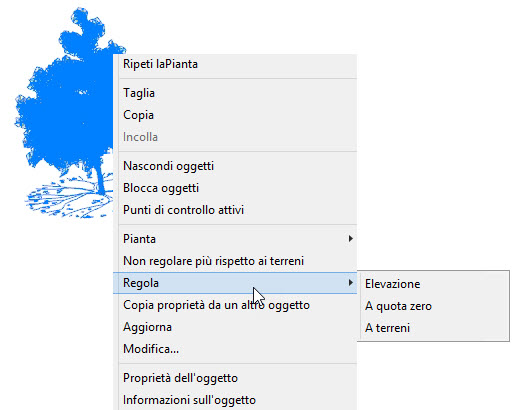 Ripeti laPianta
Taglia
Copia
Incolla
Nascondi oggetti
Blocca oggetti
Punti di controllo attivi
Pianta
Non regolare più rispetto ai terreni
Regola
Elevazione
A quota zero
A terreni
Copia proprietà da un altro oggetto
Aggiorna
Modifica...
Proprietà dell'oggetto
Informazioni sull'oggetto